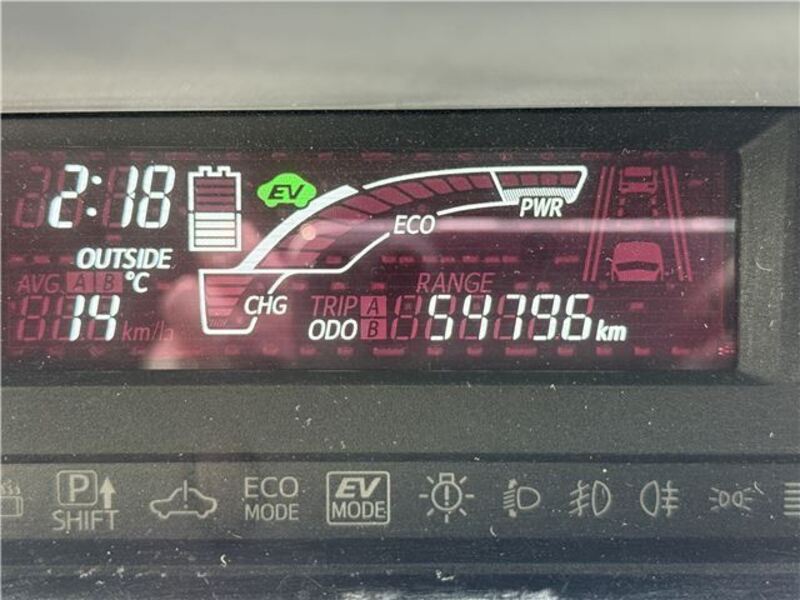 2:18
EV
ECO
PWR
OUTSIDE
AVG. A B °C
14 km/
CHG
RANGE
TRIP A
ODO B 54796 km
P
SHIFT
ECO
MODE
EV
MODE